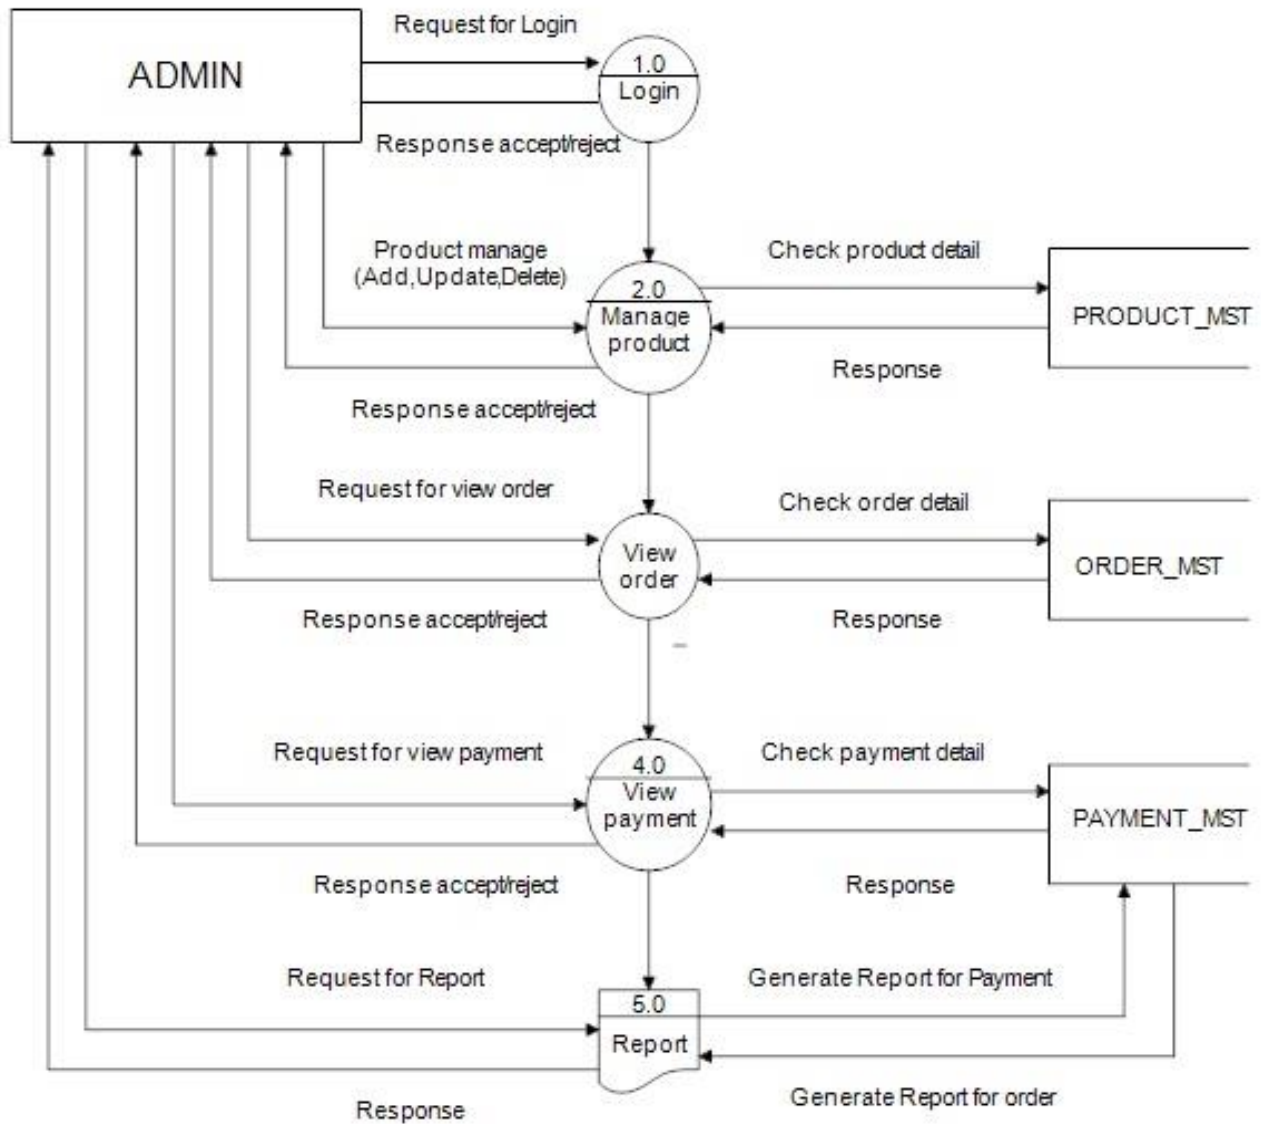 Request for Login
ADMIN
1.0
Login
Response accept/reject
Product manage
(Add,Update,Delete)
Check product detail
2.0
Manage
product
PRODUCT_MST
Response
Response accept/reject
Request for view order
Check order detail
View
order
ORDER_MST
Response accept/reject
Response
Request for view payment
Check payment detail
4.0
View
payment
PAYMENT_MST
Response accept/reject
Response
Request for Report
Generate Report for Payment
5.0
Report
Generate Report for order
Response